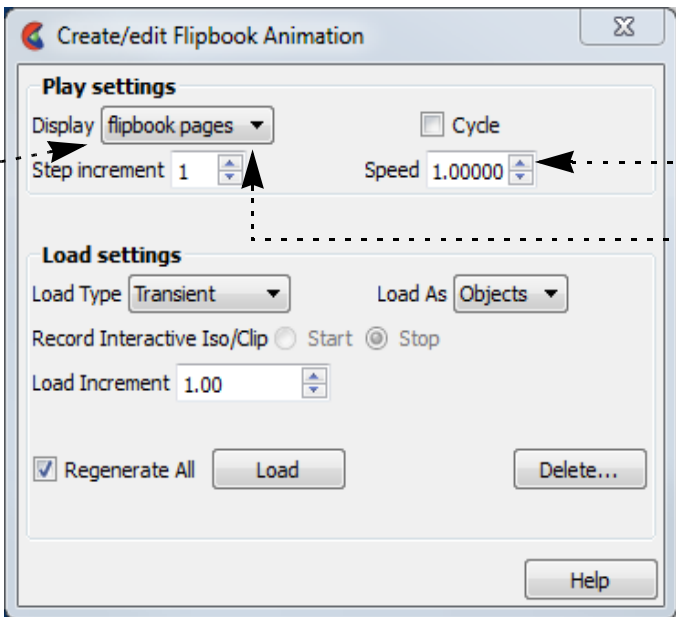 Create/edit Flipbook Animation
Play settings
Display flipbook pages Cycle
Step increment 1 Speed 1.00000
Load settings
Load Type Transient Load As Objects
Record Interactive Iso/Clip Start Stop
Load Increment 1.00
Regenerate All Load Delete...
Help